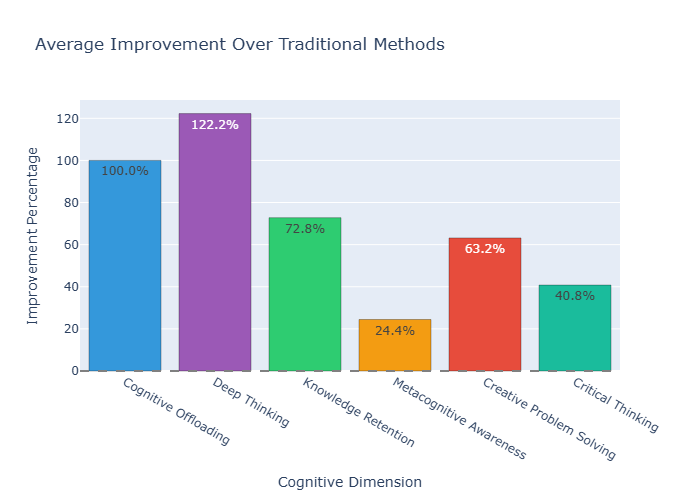 Average Improvement Over Traditional Methods
Improvement Percentage
120
100
80
60
40
20
0
100.0%
122.2%
72.8%
24.4%
63.2%
40.8%
Cognitive Offloading
Deep Thinking
Knowledge Retention
Metacognitive Awareness
Creative Problem Solving
Critical Thinking
Cognitive Dimension